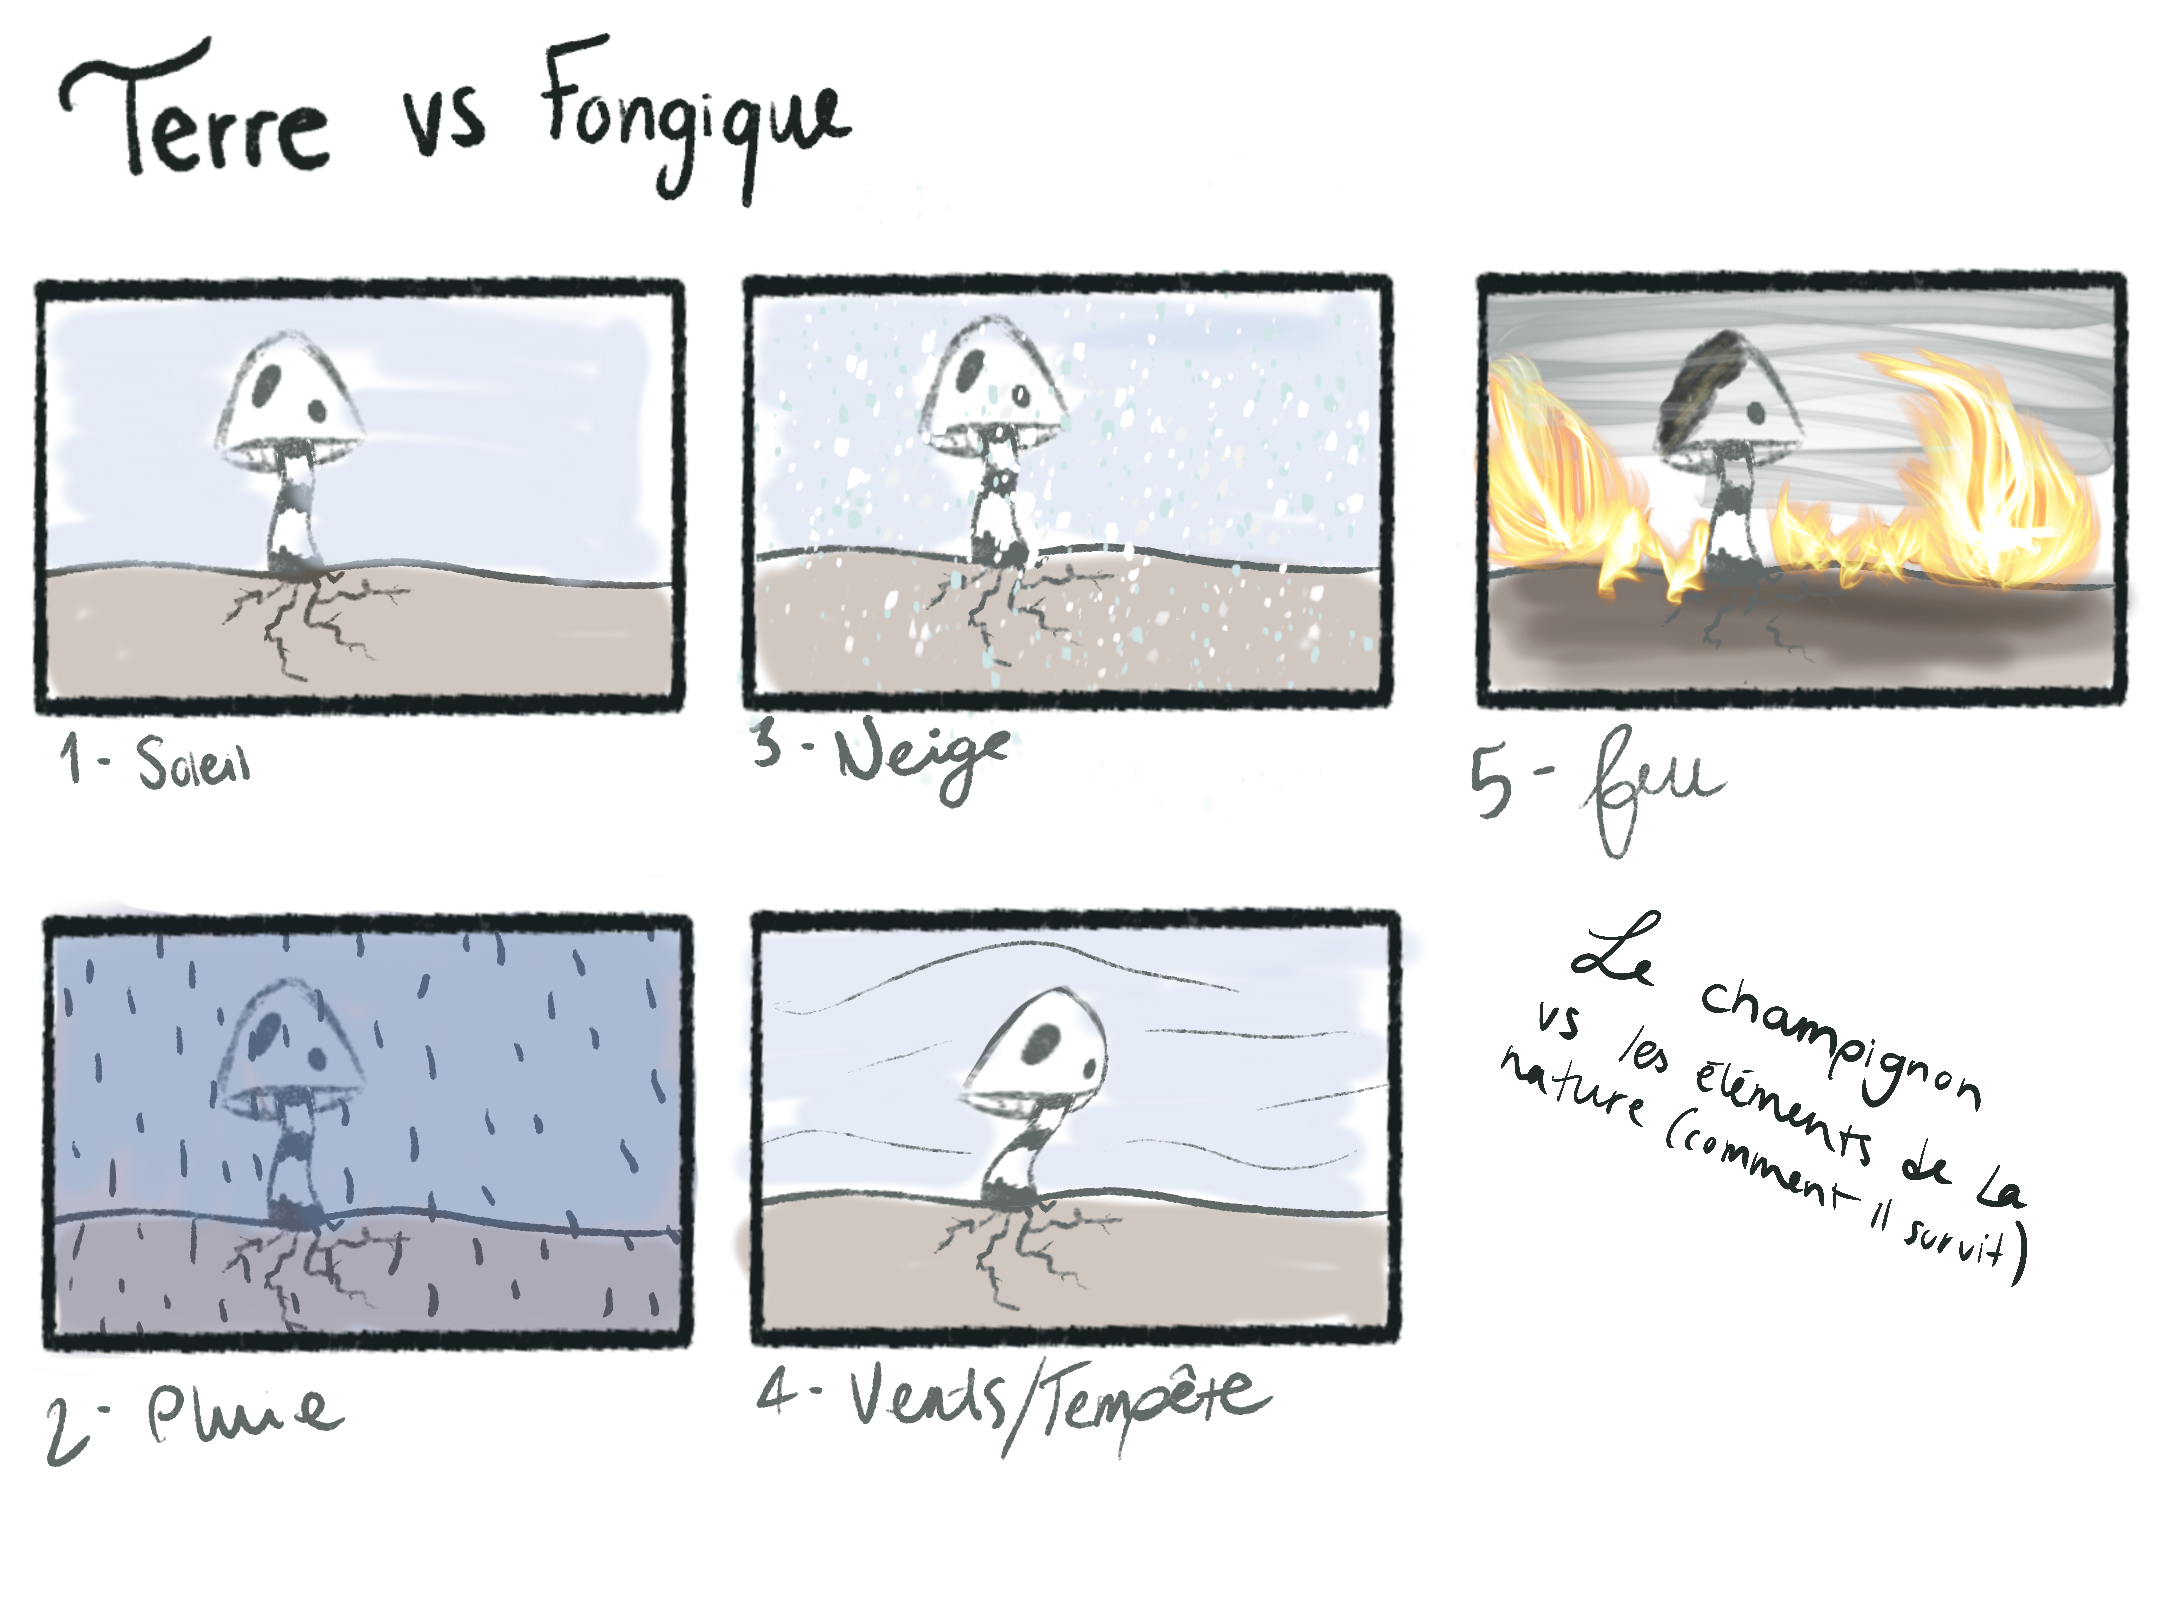 Terre vs Fongique
1- Soleil
3- Neige
5- feu
2- Pluie
4- Vents/Tempête
Le champignon
vs les éléments de la
nature (comment il survit)